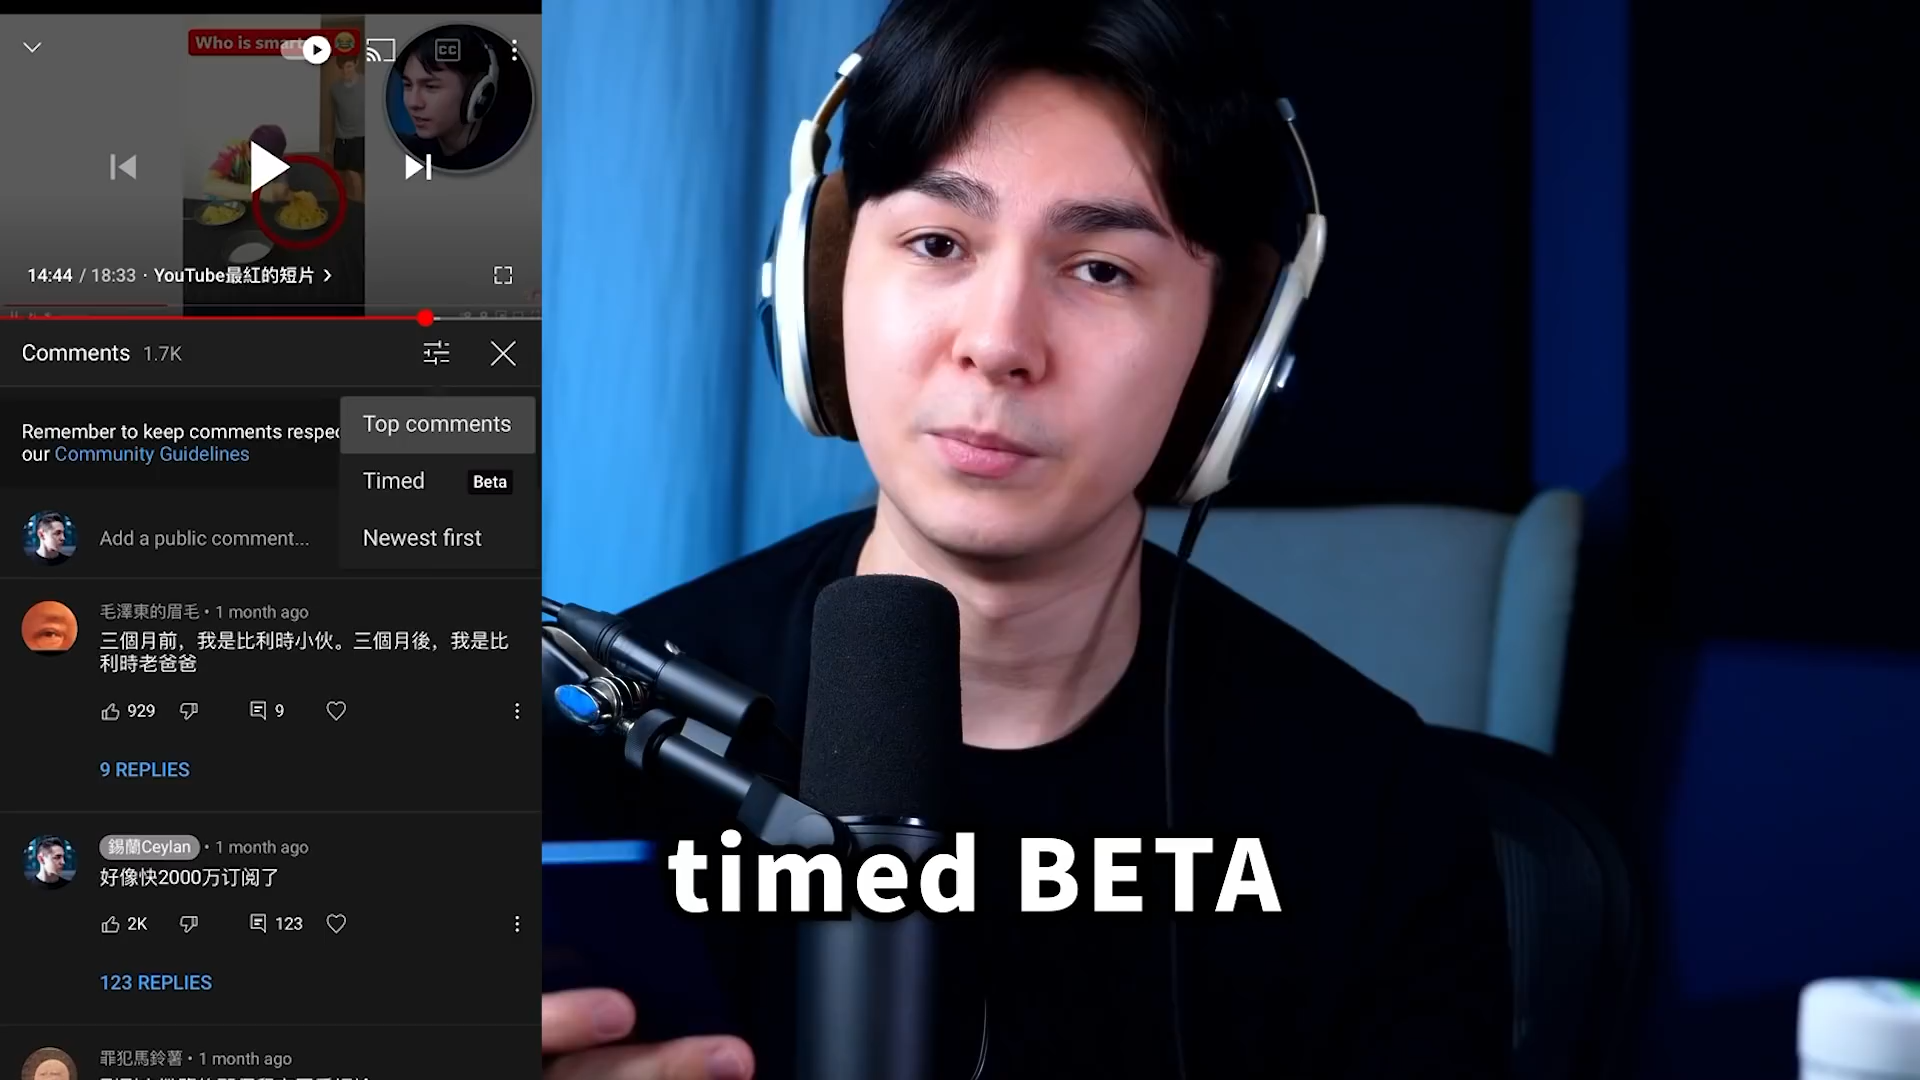 Who is smart
CC
14:44 / 18:33 · YouTube最紅的短片
Comments 1.7K
Remember to keep comments respec
our Community Guidelines
Top comments
Timed Beta
Newest first
Add a public comment...
毛澤東的眉毛 • 1 month ago
三個月前，我是比利時小伙。三個月後，我是比
利時老爸爸
929 9
9 REPLIES
錫蘭Ceylan • 1 month ago
好像快2000万订阅了
2K 123
123 REPLIES
罪犯馬鈴薯 • 1 month ago
timed BETA